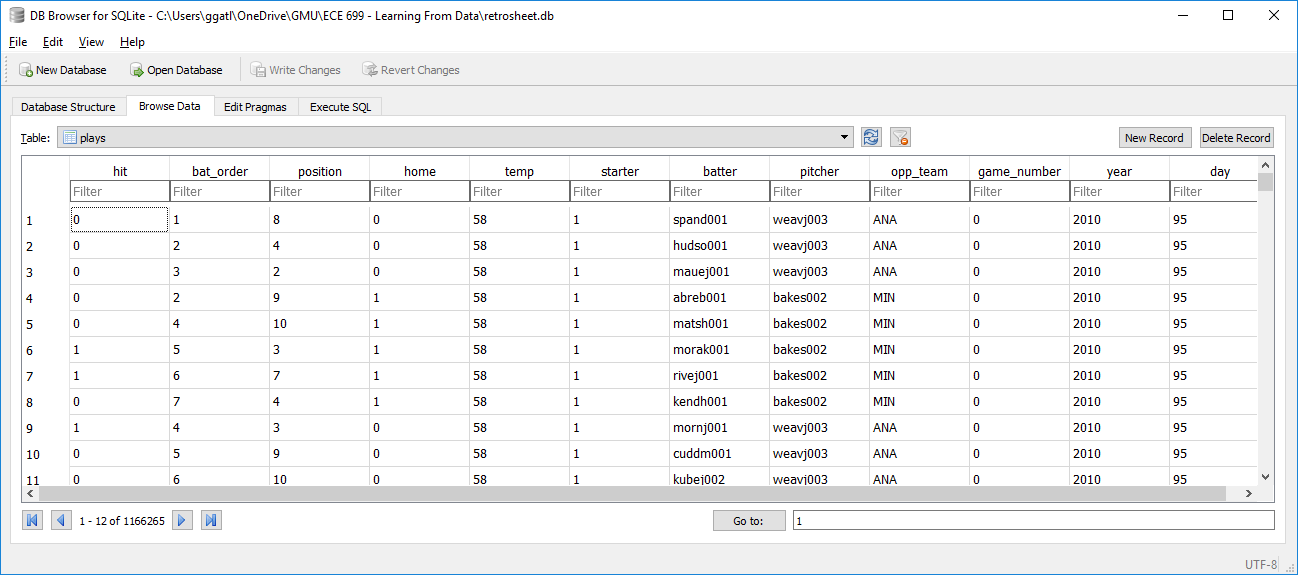 DB Browser for SQLite - C:\Users\ggatl\OneDrive\GMU\ECE 699 - Learning From Data\retrosheet.db
File Edit View Help
New Database Open Database Write Changes Revert Changes
Database Structure Browse Data Edit Pragmas Execute SQL
Table: plays New Record Delete Record
hit bat_order position home temp starter batter pitcher opp_team game_number year day
Filter Filter Filter Filter Filter Filter Filter Filter Filter Filter Filter Filter
1 0 1 8 0 58 1 spand001 weavj003 ANA 0 2010 95
2 0 2 4 0 58 1 hudso001 weavj003 ANA 0 2010 95
3 0 3 2 0 58 1 mauej001 weavj003 ANA 0 2010 95
4 0 2 9 1 58 1 abreb001 bakes002 MIN 0 2010 95
5 0 4 10 1 58 1 matsh001 bakes002 MIN 0 2010 95
6 1 5 3 1 58 1 morak001 bakes002 MIN 0 2010 95
7 1 6 7 1 58 1 rivej001 bakes002 MIN 0 2010 95
8 0 7 4 1 58 1 kendh001 bakes002 MIN 0 2010 95
9 1 4 3 0 58 1 mornj001 weavj003 ANA 0 2010 95
10 0 5 9 0 58 1 cuddm001 weavj003 ANA 0 2010 95
11 0 6 10 0 58 1 kubej002 weavj003 ANA 0 2010 95
1 - 12 of 1166265 Go to: 1
UTF-8